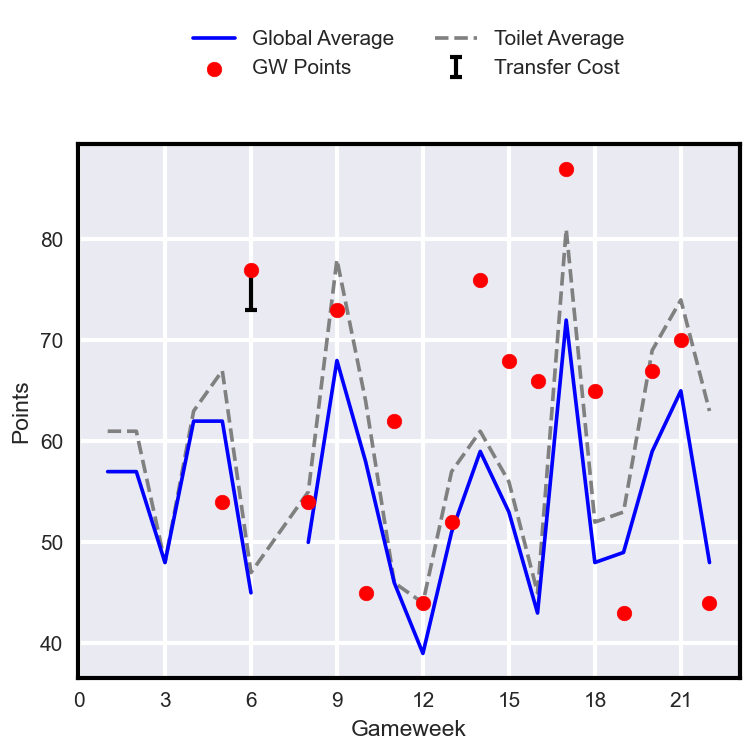 Global Average
Toilet Average
GW Points
Transfer Cost
80
70
60
50
40
Points
0 3 6 9 12 15 18 21
Gameweek